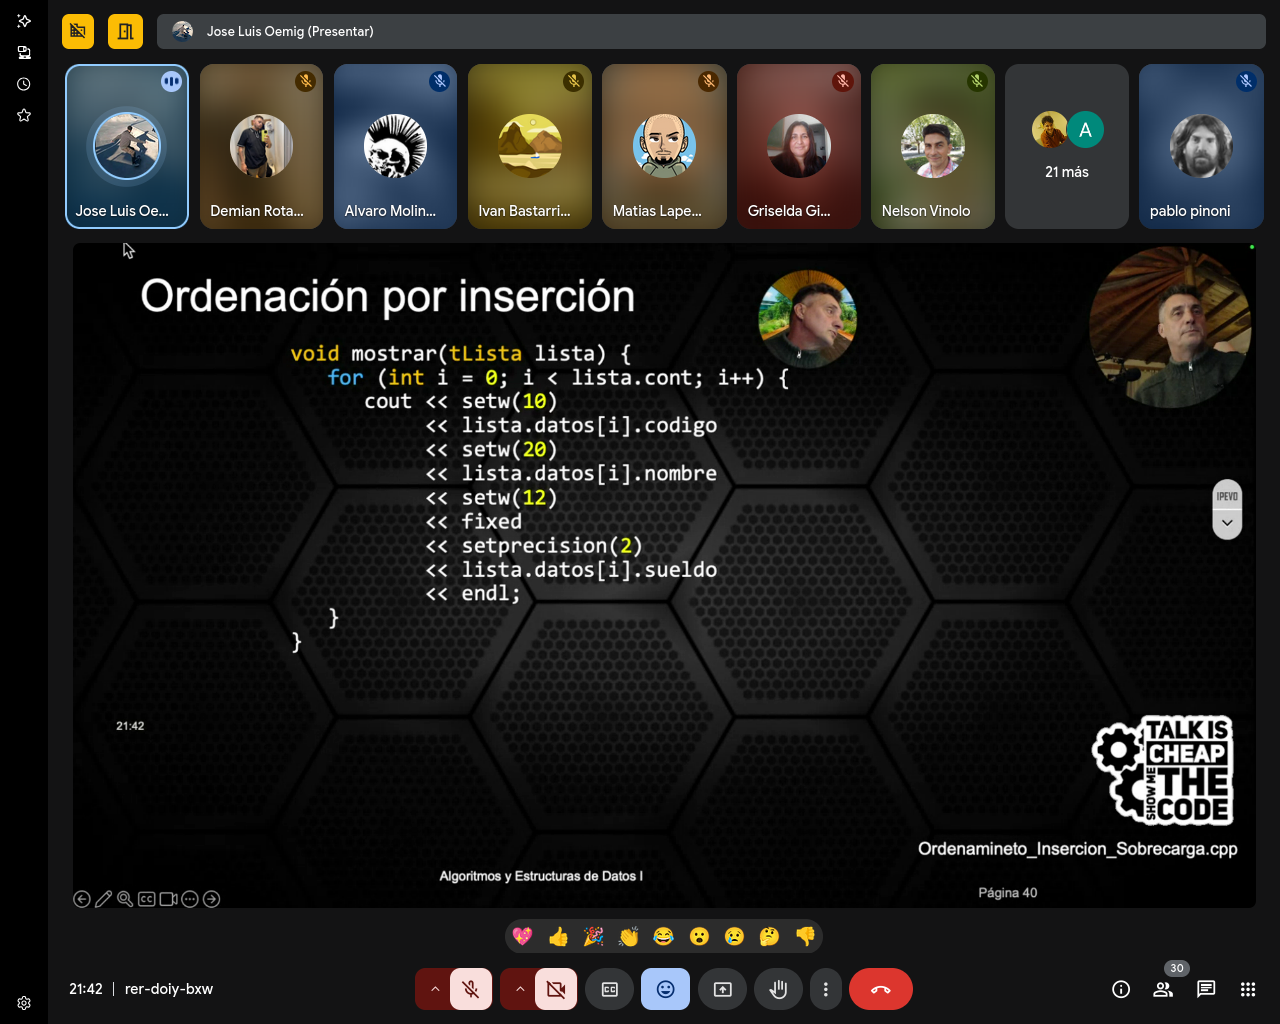 Jose Luis Oemig (Presentar)
Jose Luis Oe...
Demian Rota...
Alvaro Molin...
Ivan Bastarri...
Matias Lape...
Griselda Gi...
Nelson Vinolo
A
21 más
pablo pinoni
Ordenación por inserción
void mostrar(tLista lista) {
for (int i = 0; i < lista.cont; i++) {
cout << setw(10)
<< lista.datos[i].codigo
<< setw(20)
<< lista.datos[i].nombre
<< setw(12)
<< fixed
<< setprecision(2)
<< lista.datos[i].sueldo
<< endl;
}
}
IPEVO
21:42
TALK IS
CHEAP
SHOW ME
THE
CODE
Ordenamineto_Insercion_Sobrecarga.cpp
Algoritmos y Estructuras de Datos I
Página 40
CC
CC
21:42 | rer-doiy-bxw
30